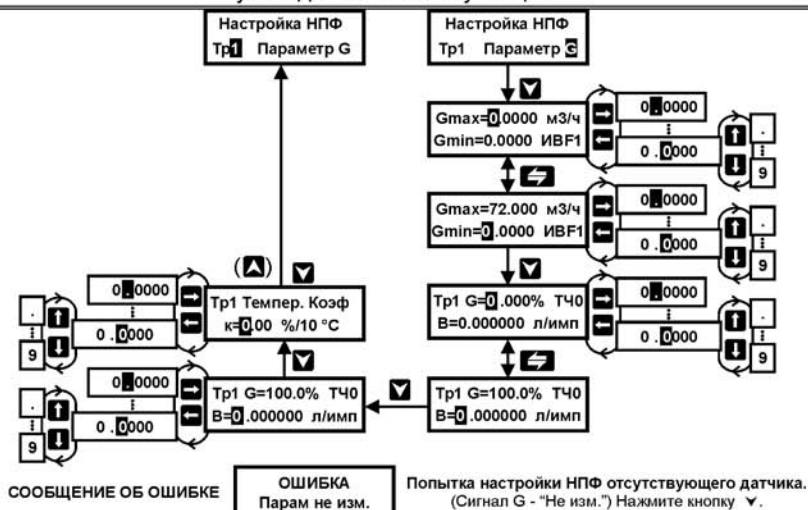 Настройка НПФ
Тр1 Параметр G
Настройка НПФ
Тр1 Параметр G
Gmax=0.0000 м3/ч
Gmin=0.0000 ИВF1
0.0000
0.0000
.
9
Gmax=72.000 м3/ч
Gmin=0.0000 ИВF1
0.0000
0.0000
.
9
Тр1 G=0.000% ТЧ0
В=0.000000 л/имп
0.0000
0.0000
.
9
Тр1 G=100.0% ТЧ0
В=0.000000 л/имп
Тр1 G=100.0% ТЧ0
В=0.000000 л/имп
0.0000
0.0000
.
9
Тр1 Темпер. Коэф
к=0.00 %/10 °С
0.0000
0.0000
.
9
СООБЩЕНИЕ ОБ ОШИБКЕ
ОШИБКА
Парам не изм.
Попытка настройки НПФ отсутствующего датчика.
(Сигнал G - “Не изм.”) Нажмите кнопку